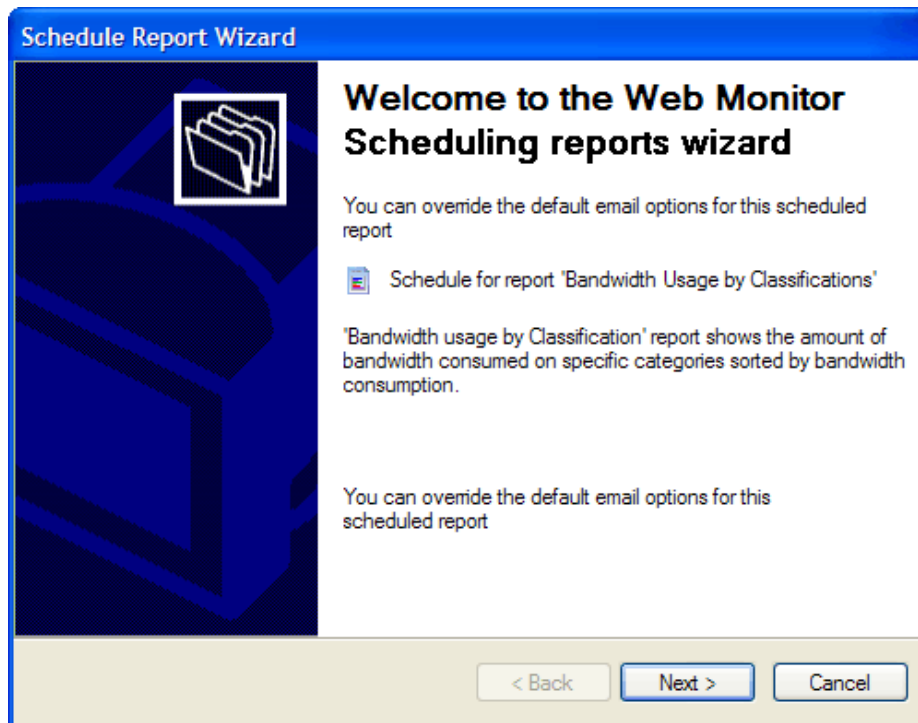 Schedule Report Wizard
Welcome to the Web Monitor
Scheduling reports wizard
You can override the default email options for this scheduled
report
Schedule for report 'Bandwidth Usage by Classifications'
'Bandwidth usage by Classification' report shows the amount of
bandwidth consumed on specific categories sorted by bandwidth
consumption.
You can override the default email options for this
scheduled report
< Back
Next >
Cancel